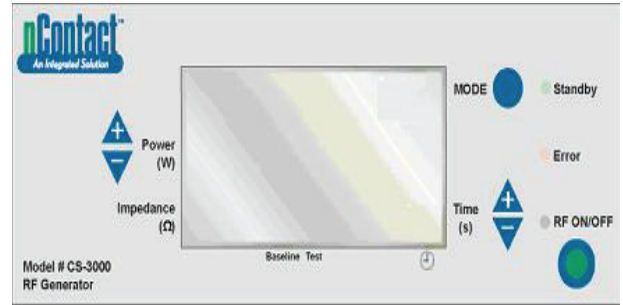 nContact
An Integrated Solution
MODE
Standby
Power
(W)
Error
Impedance
(Ω)
Time
(s)
RF ON/OFF
Baseline Test
Model # CS-3000
RF Generator